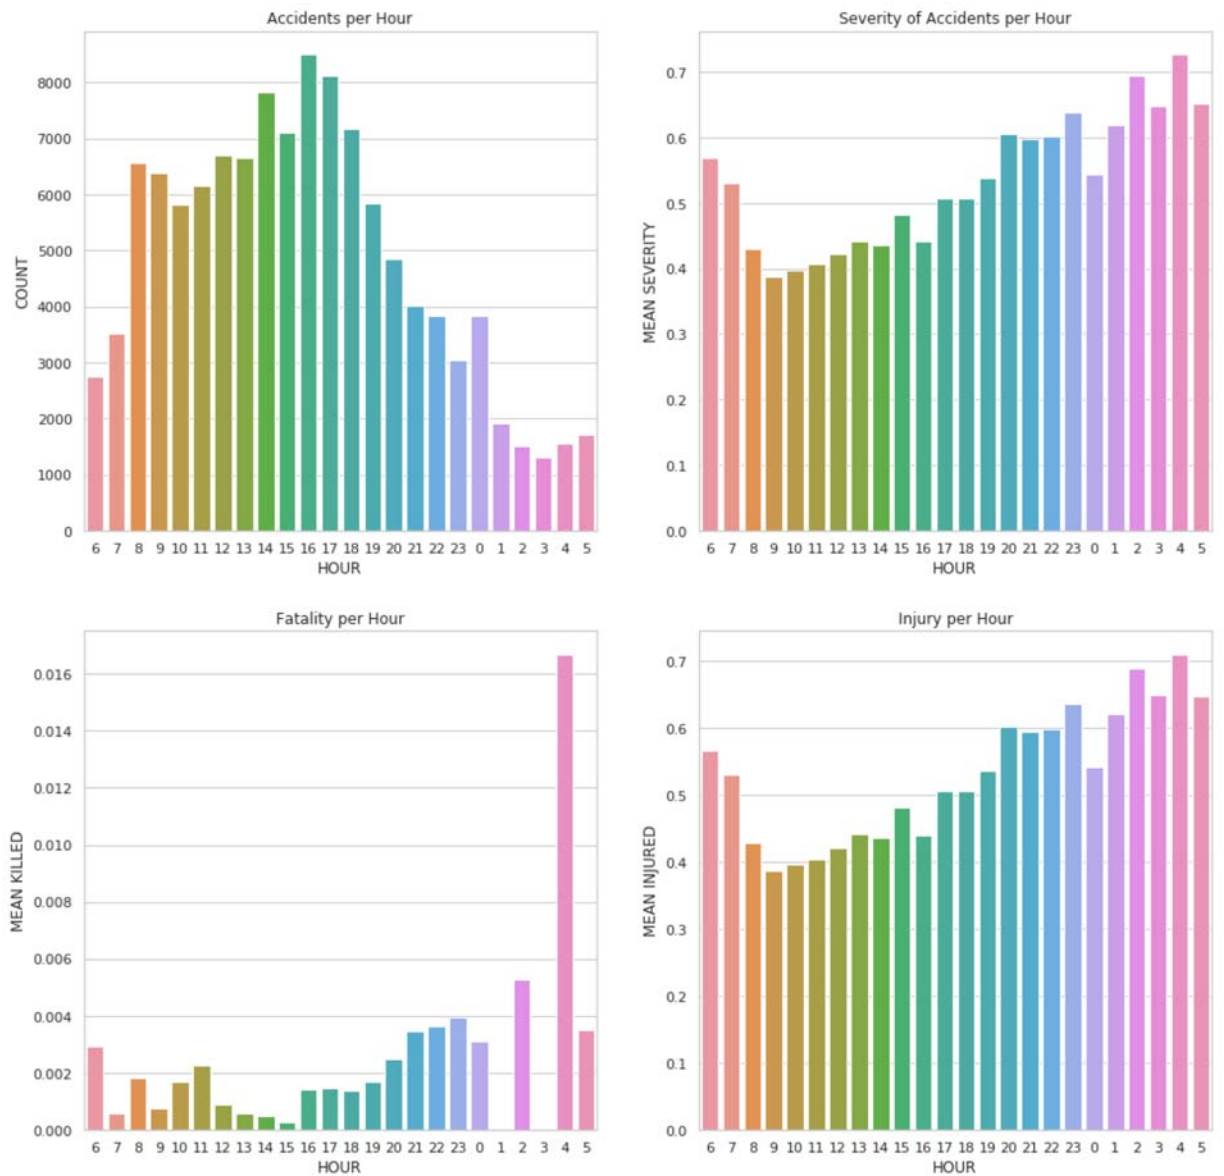 Accidents per Hour
8000
7000
6000
5000
4000
3000
2000
1000
0
COUNT
6 7 8 9 10 11 12 13 14 15 16 17 18 19 20 21 22 23 0 1 2 3 4 5
HOUR
Severity of Accidents per Hour
0.7
0.6
0.5
0.4
0.3
0.2
0.1
0.0
MEAN SEVERITY
6 7 8 9 10 11 12 13 14 15 16 17 18 19 20 21 22 23 0 1 2 3 4 5
HOUR
Fatality per Hour
0.016
0.014
0.012
0.010
0.008
0.006
0.004
0.002
0.000
MEAN KILLED
6 7 8 9 10 11 12 13 14 15 16 17 18 19 20 21 22 23 0 1 2 3 4 5
HOUR
Injury per Hour
0.7
0.6
0.5
0.4
0.3
0.2
0.1
0.0
MEAN INJURED
6 7 8 9 10 11 12 13 14 15 16 17 18 19 20 21 22 23 0 1 2 3 4 5
HOUR